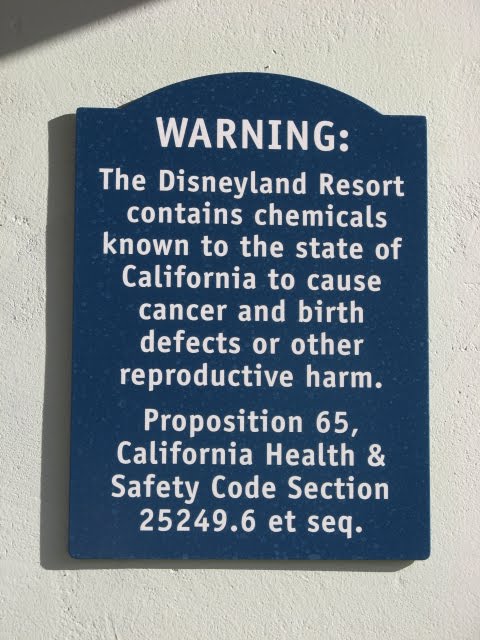 WARNING:
The Disneyland Resort
contains chemicals
known to the state of
California to cause
cancer and birth
defects or other
reproductive harm.
Proposition 65,
California Health &
Safety Code Section
25249.6 et seq.